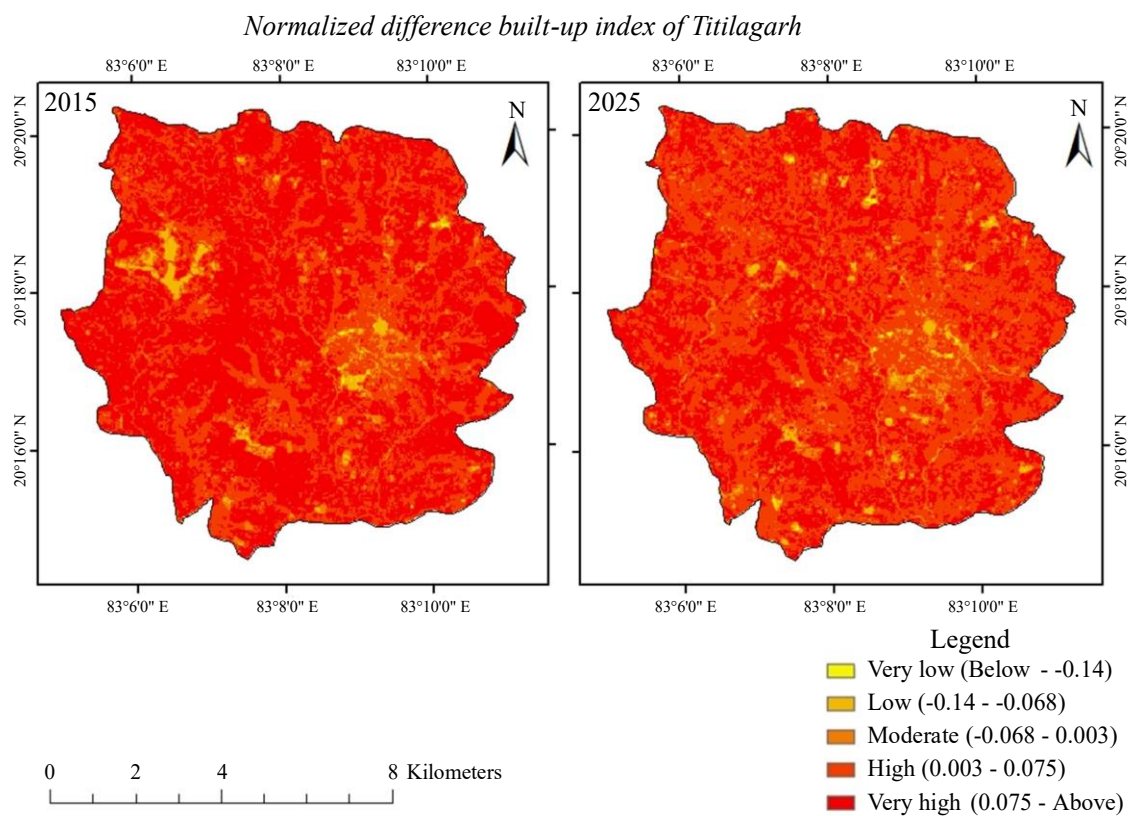 Normalized difference built-up index of Titilagarh
83°6'0" E 83°8'0" E 83°10'0" E
83°6'0" E 83°8'0" E 83°10'0" E
2015
N
2025
N
20°20'0" N
20°18'0" N
20°16'0" N
20°20'0" N
20°18'0" N
20°16'0" N
83°6'0" E 83°8'0" E 83°10'0" E
83°6'0" E 83°8'0" E 83°10'0" E
Legend
Very low (Below - -0.14)
Low (-0.14 - -0.068)
Moderate (-0.068 - 0.003)
High (0.003 - 0.075)
Very high (0.075 - Above)
0 2 4 8 Kilometers